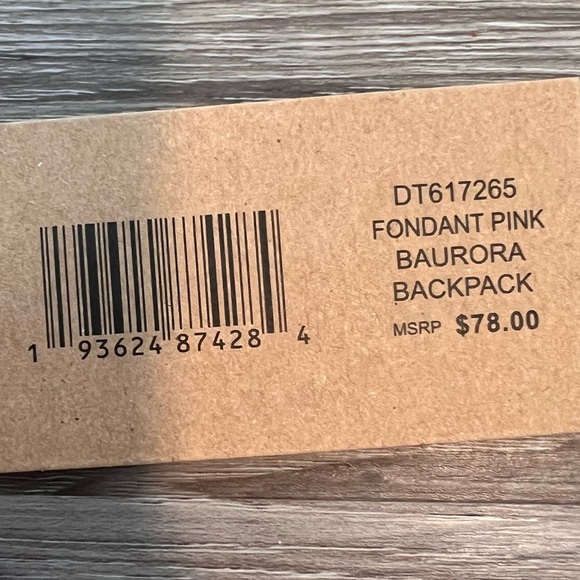 1 93624 87428 4
DT617265
FONDANT PINK
BAURORA
BACKPACK
MSRP $78.00